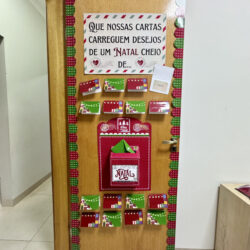 Que nossas cartas
carreguem desejos
de um Natal cheio
de...
Natal